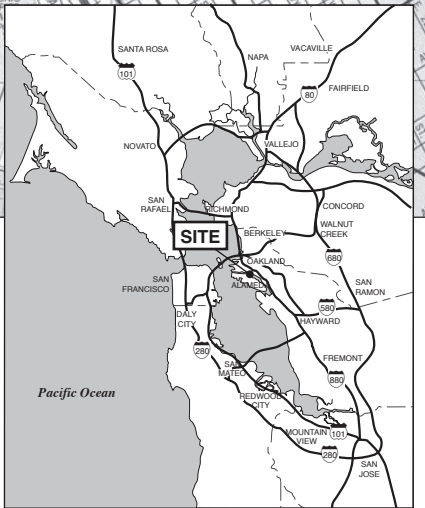 SANTA ROSA
101
NAPA
VACAVILLE
80
FAIRFIELD
NOVATO
VALLEJO
SAN
RAFAEL
RICHMOND
CONCORD
WALNUT
CREEK
SITE
BERKELEY
OAKLAND
680
ALAMEDA
SAN
FRANCISCO
SAN
RAMON
580
DALY
CITY
HAYWARD
280
SAN
MATEO
FREMONT
880
Pacific Ocean
REDWOOD
CITY
MOUNTAIN
VIEW
101
280
SAN
JOSE